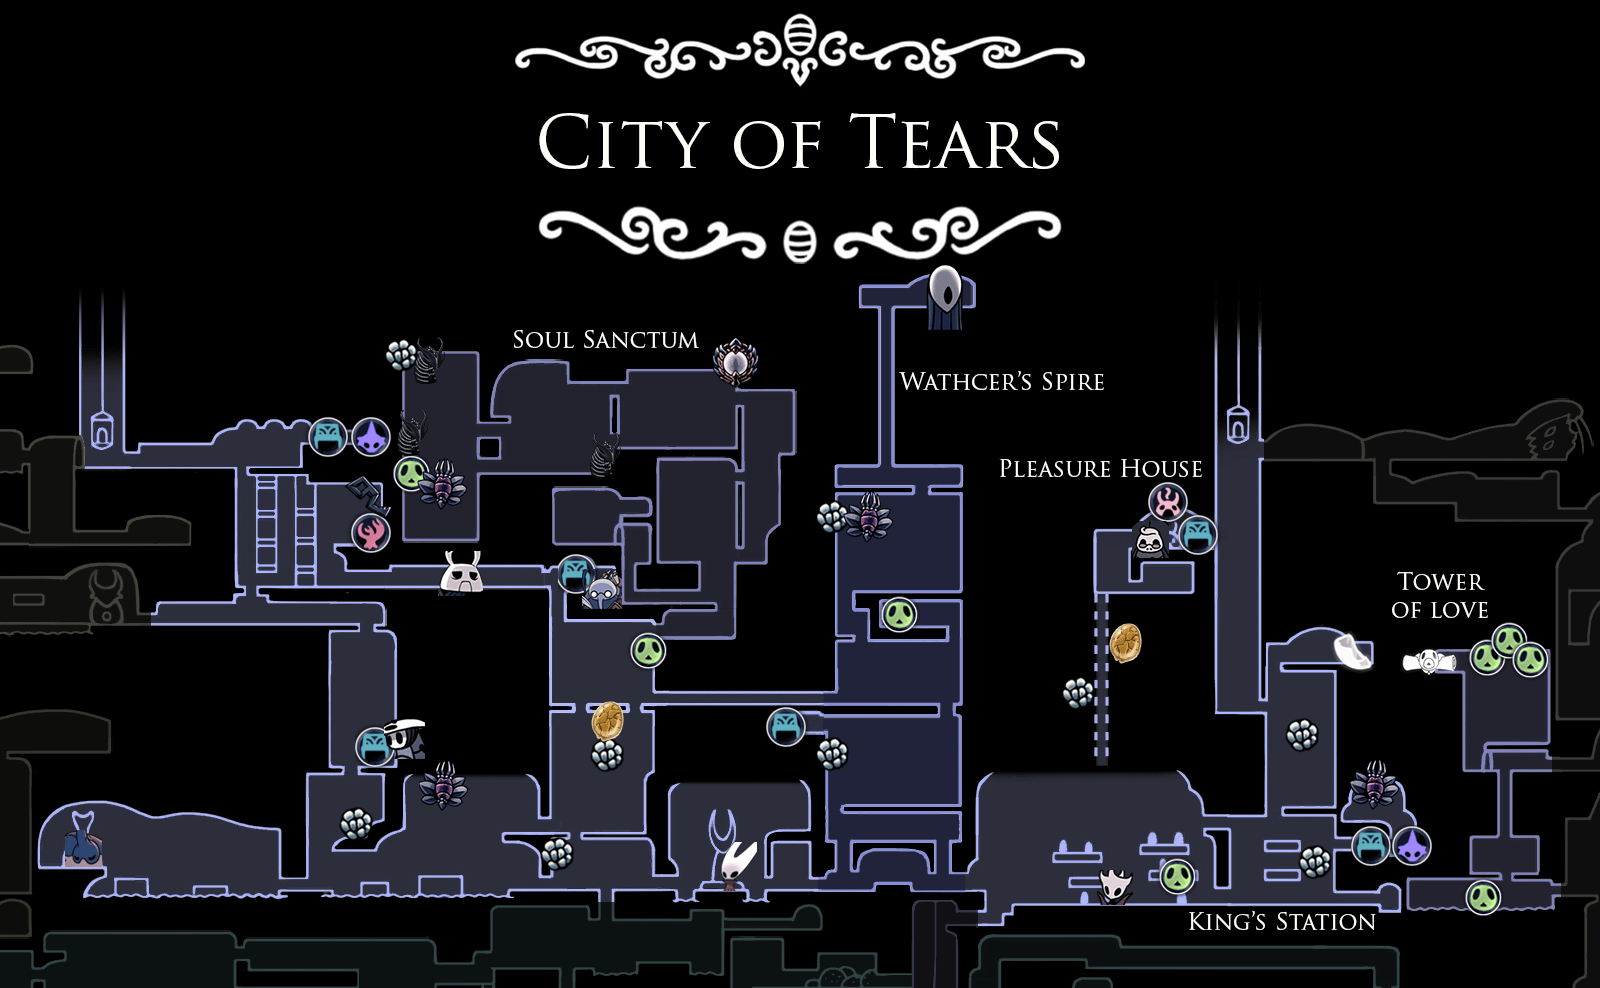 City of Tears
Soul Sanctum
Wathcer's Spire
Pleasure House
Tower
of love
King's Station